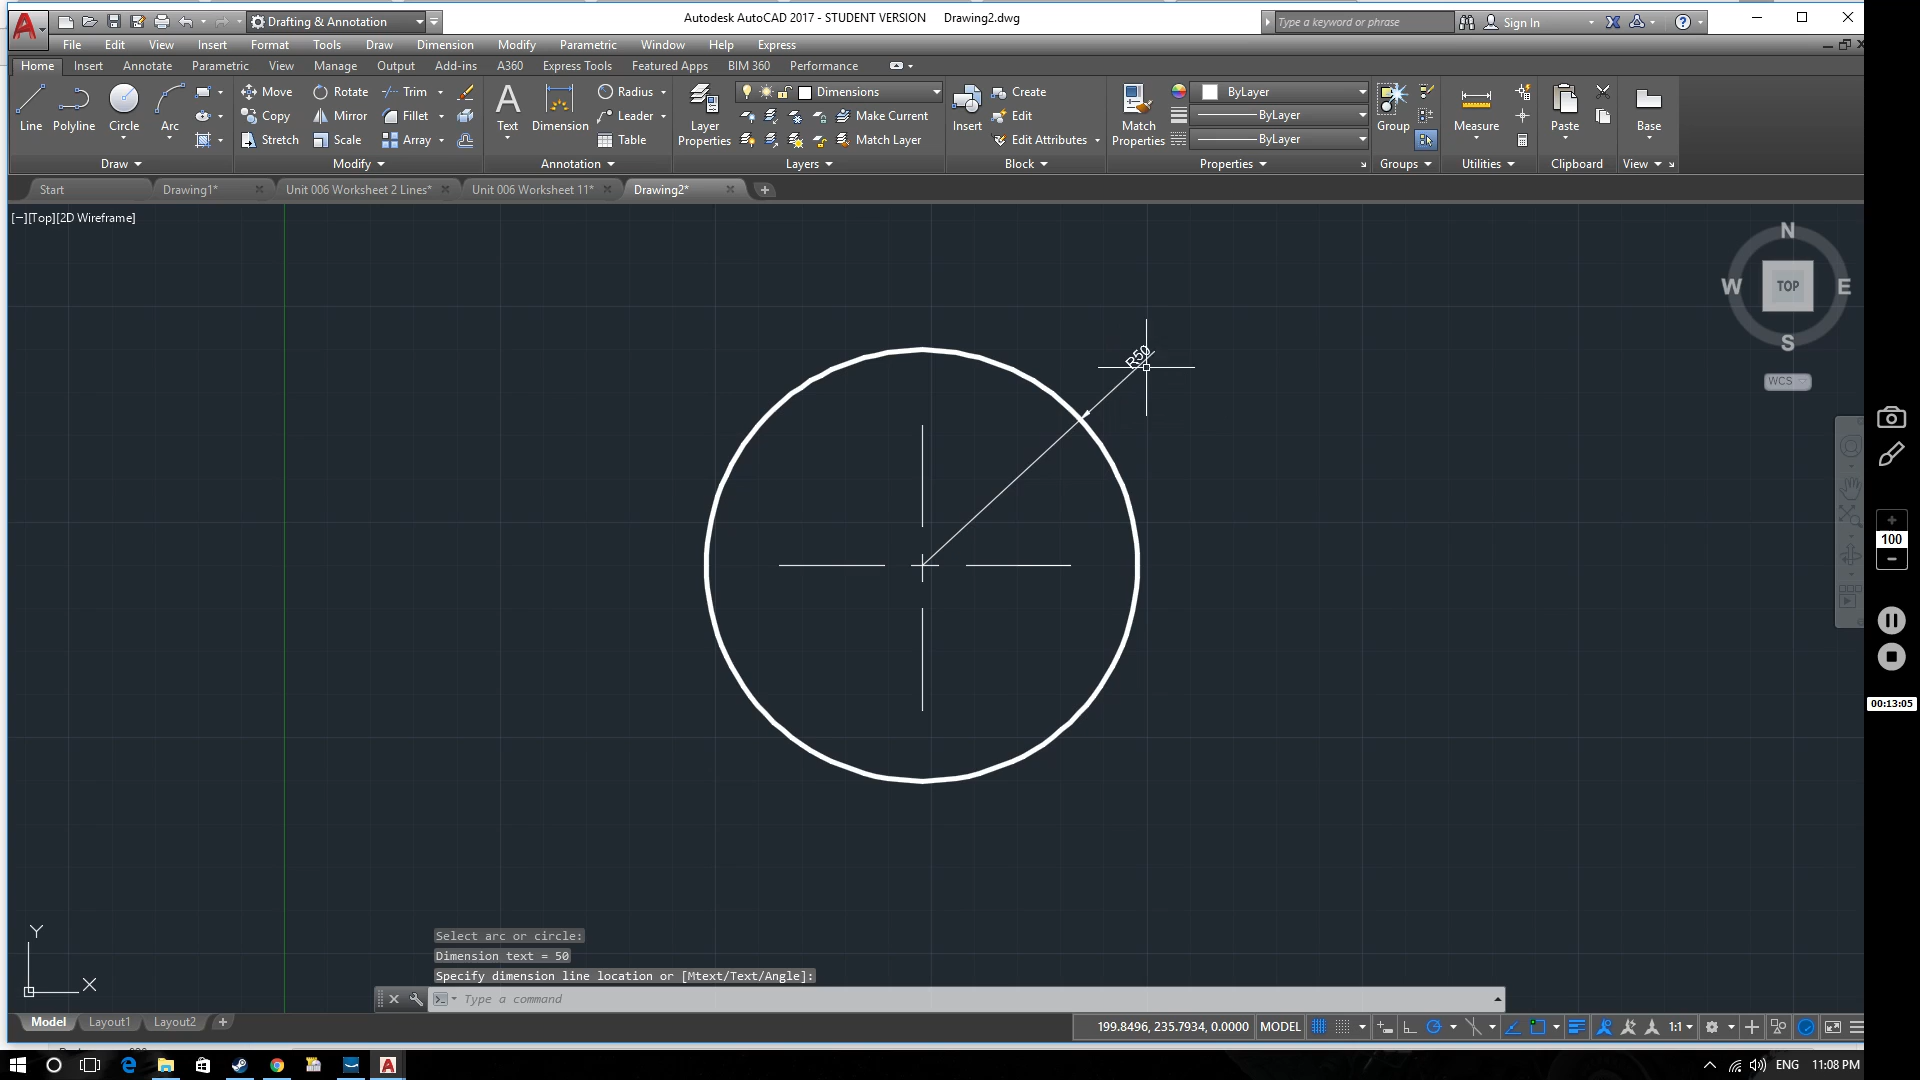 Drafting & Annotation
Autodesk AutoCAD 2017 - STUDENT VERSION Drawing2.dwg
Type a keyword or phrase
Sign In
File Edit View Insert Format Tools Draw Dimension Modify Parametric Window Help Express
Home Insert Annotate Parametric View Manage Output Add-ins A360 Express Tools Featured Apps BIM 360 Performance
Move Rotate Trim Radius Dimensions Create ByLayer
Line Polyline Circle Arc Copy Mirror Fillet Text Dimension Leader Layer Properties Make Current Insert Edit Match Properties ByLayer Group Measure Paste Base
Stretch Scale Array Table Match Layer Edit Attributes ByLayer
Draw Modify Annotation Layers Block Properties Groups Utilities Clipboard View
Start Drawing1* Unit 006 Worksheet 2 Lines* Unit 006 Worksheet 11* Drawing2*
[−][Top][2D Wireframe]
N
W TOP E
S
WCS
R50
100
00:13:05
Y
X
Select arc or circle:
Dimension text = 50
Specify dimension line location or [Mtext/Text/Angle]:
Type a command
Model Layout1 Layout2
199.8496, 235.7934, 0.0000 MODEL 1:1
ENG 11:08 PM